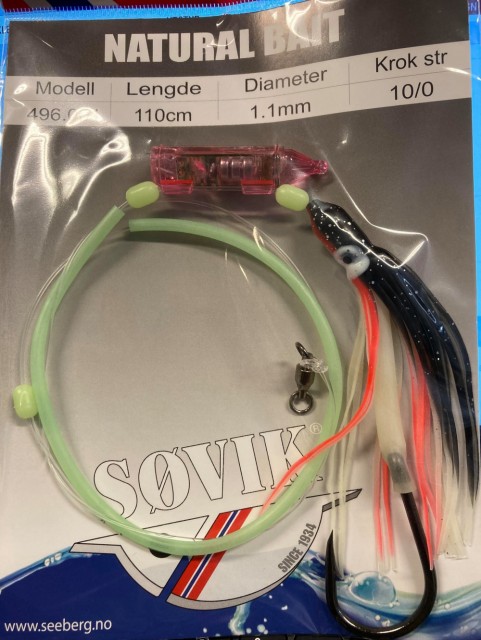 NATURAL BAIT
Modell Lengde Diameter Krok str
110cm 1.1mm 10/0
SØVIK®
SINCE 1934
www.seeberg.no